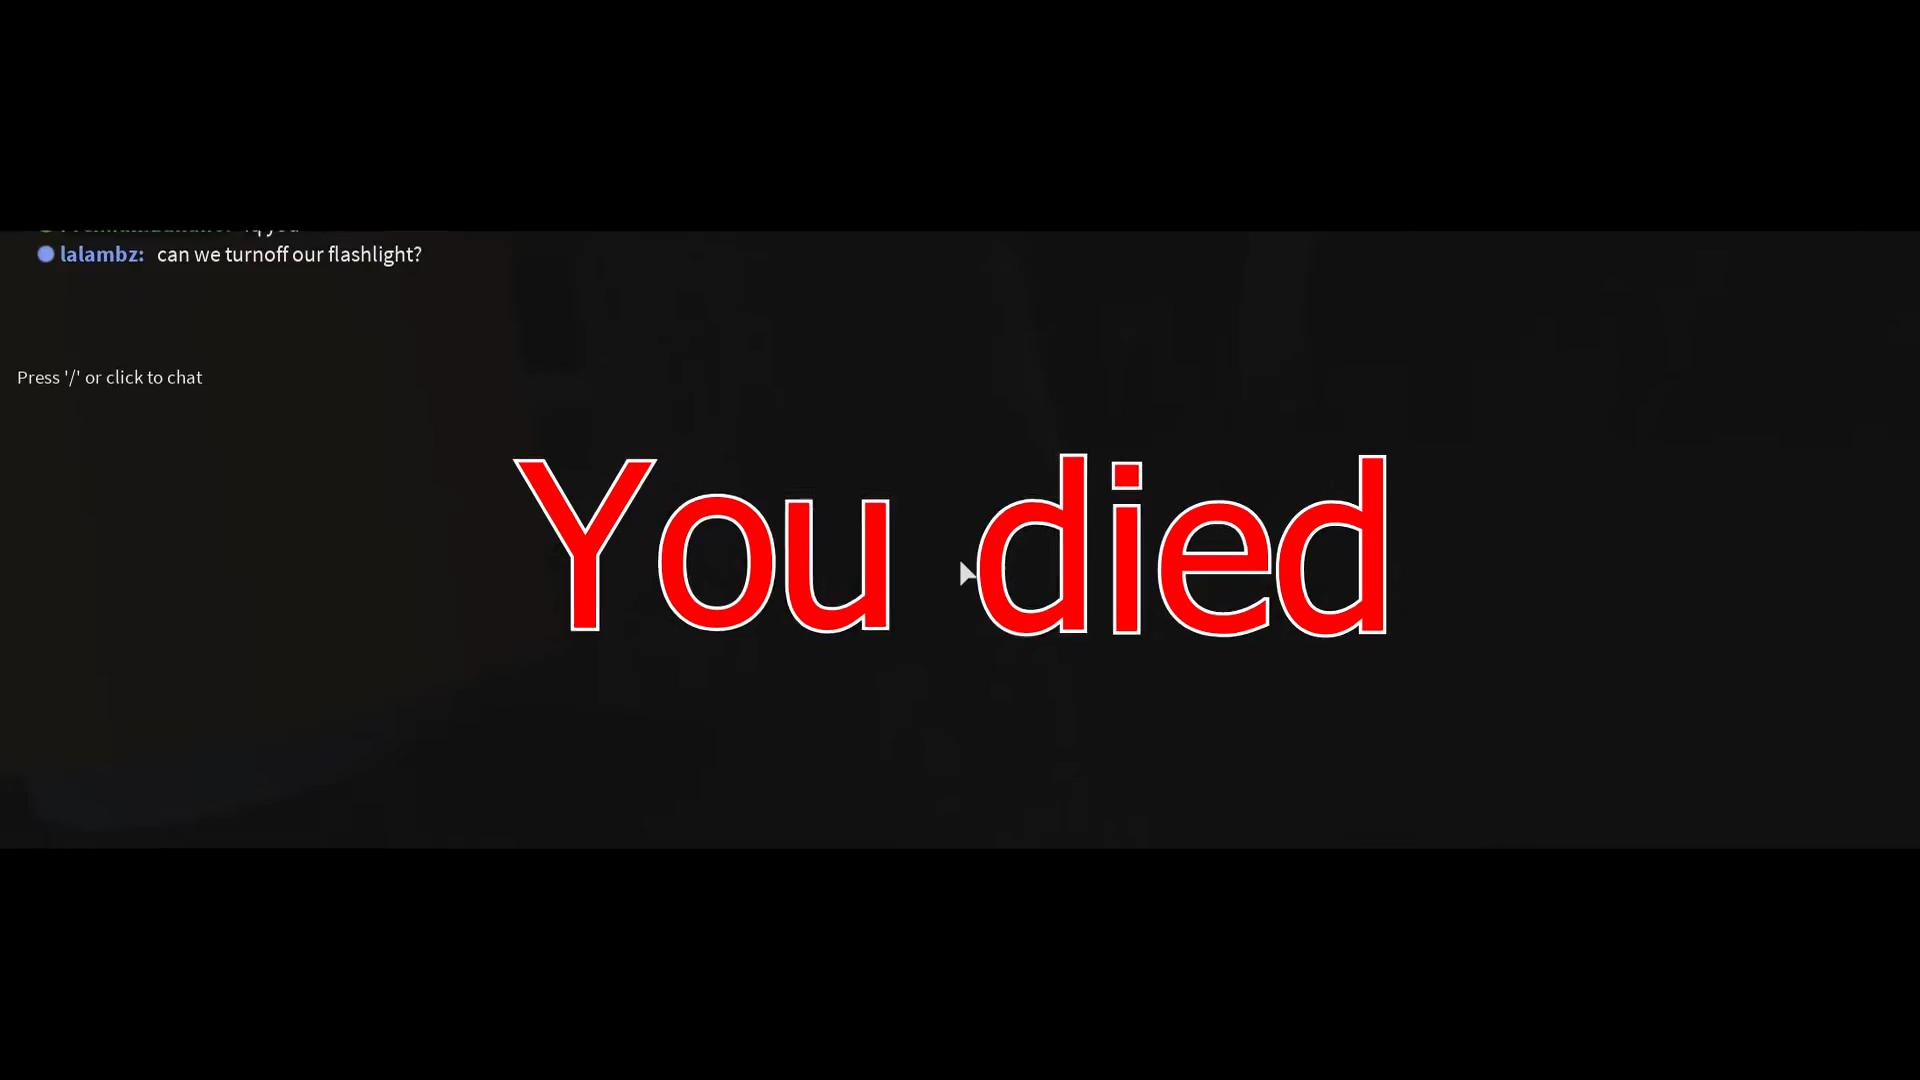 lalambz: can we turnoff our flashlight?
Press '/' or click to chat
You died